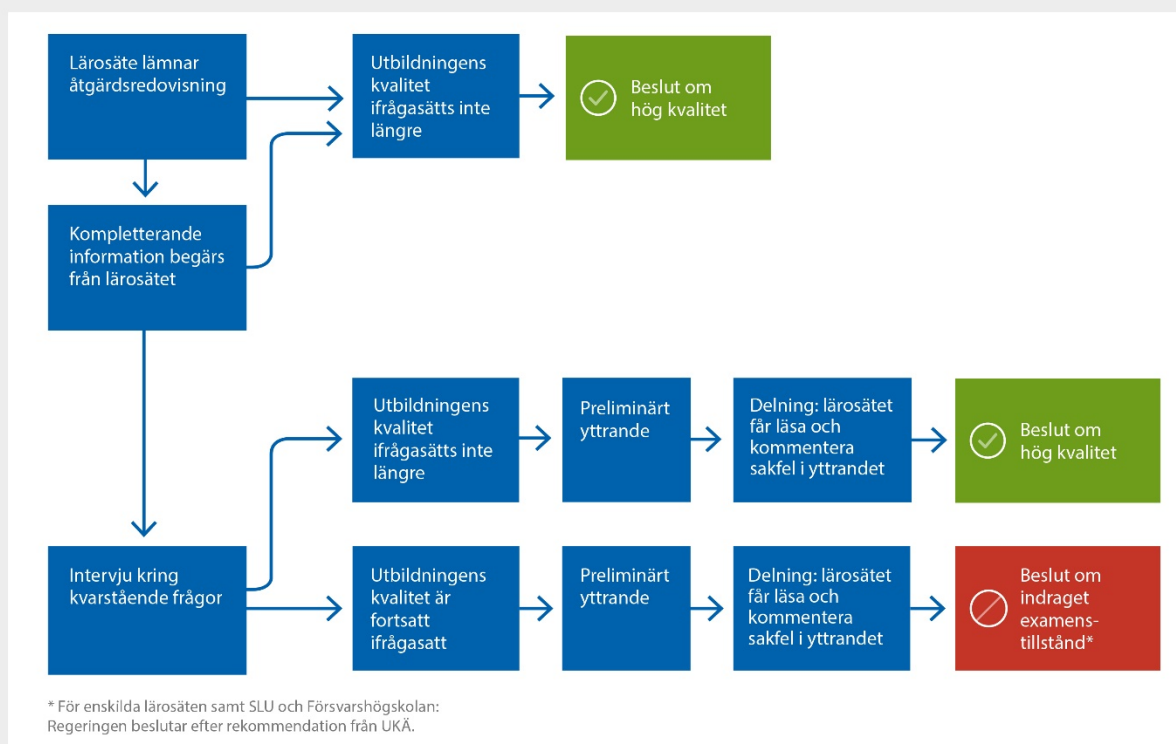 Lärosäte lämnar
åtgärdsredovisning
Utbildningens
kvalitet
ifrågasätts inte
längre
Beslut om
hög kvalitet
Kompletterande
information begärs
från lärosätet
Utbildningens
kvalitet
ifrågasätts inte
längre
Preliminärt
yttrande
Delning: lärosätet
får läsa och
kommentera
sakfel i yttrandet
Beslut om
hög kvalitet
Intervju kring
kvarstående frågor
Utbildningens
kvalitet är
fortsatt
ifrågasatt
Preliminärt
yttrande
Delning: lärosätet
får läsa och
kommentera
sakfel i yttrandet
Beslut om
indraget
examens-
tillstånd*
* För enskilda lärosäten samt SLU och Försvarshögskolan:
Regeringen beslutar efter rekommendation från UKÄ.